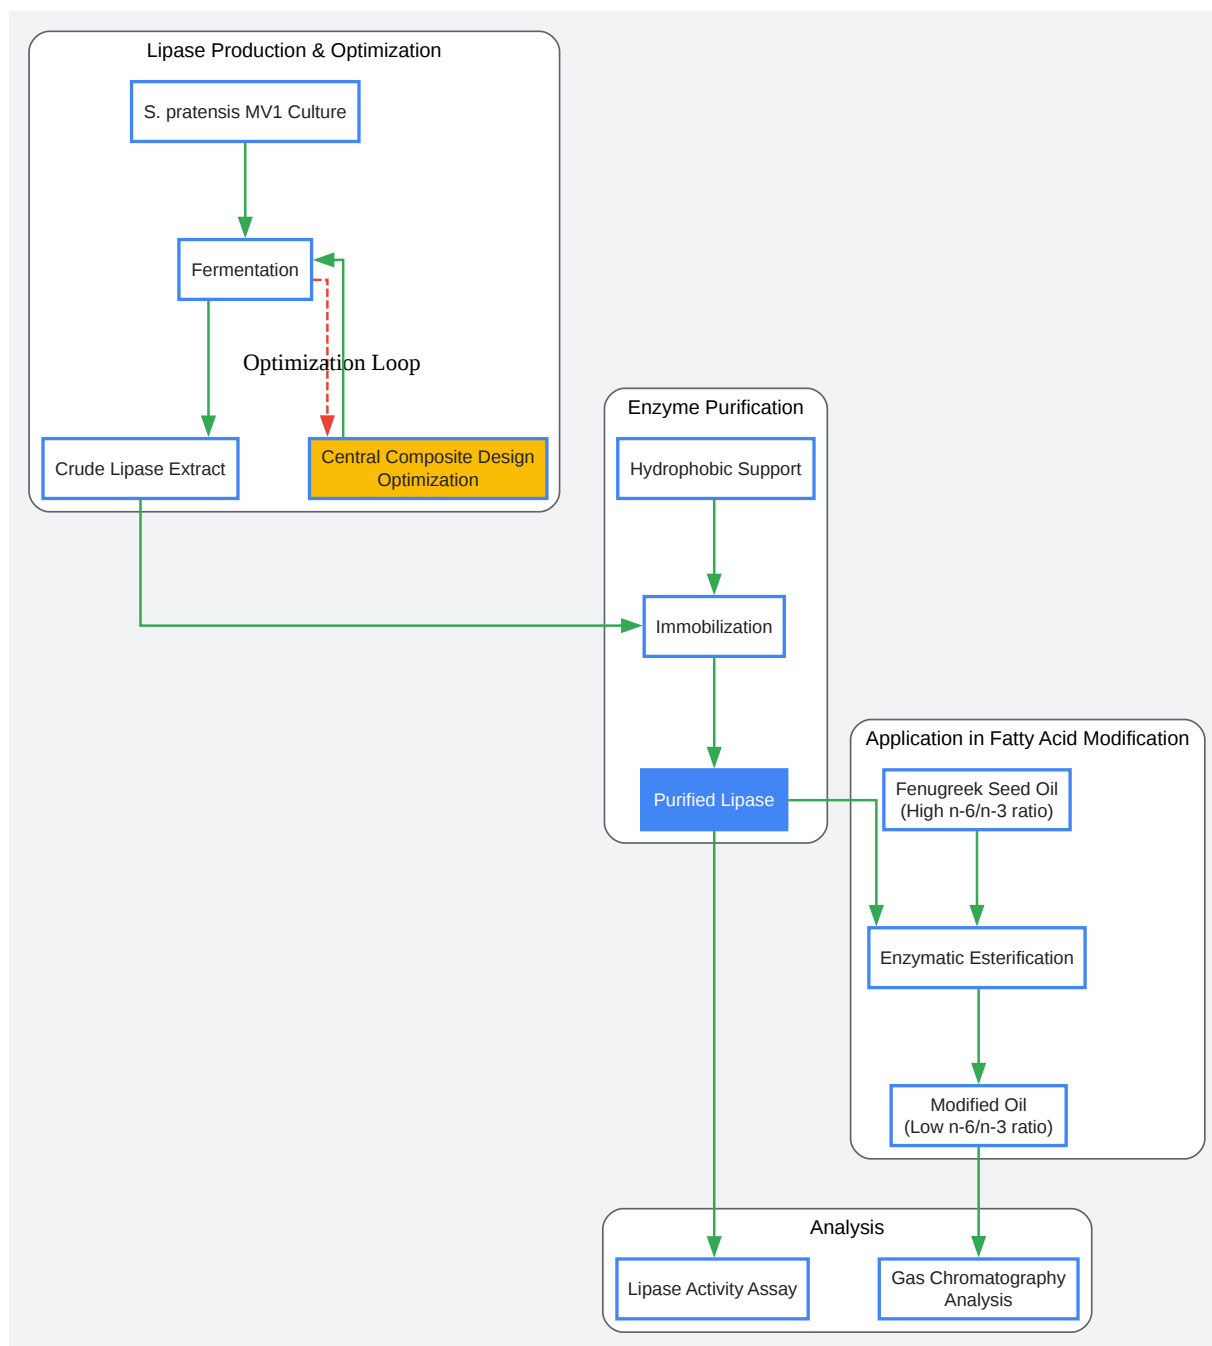 Lipase Production & Optimization
S. pratensis MV1 Culture
Fermentation
Optimization Loop
Crude Lipase Extract
Central Composite Design
Optimization
Enzyme Purification
Hydrophobic Support
Immobilization
Purified Lipase
Application in Fatty Acid Modification
Fenugreek Seed Oil
(High n-6/n-3 ratio)
Enzymatic Esterification
Modified Oil
(Low n-6/n-3 ratio)
Analysis
Lipase Activity Assay
Gas Chromatography
Analysis